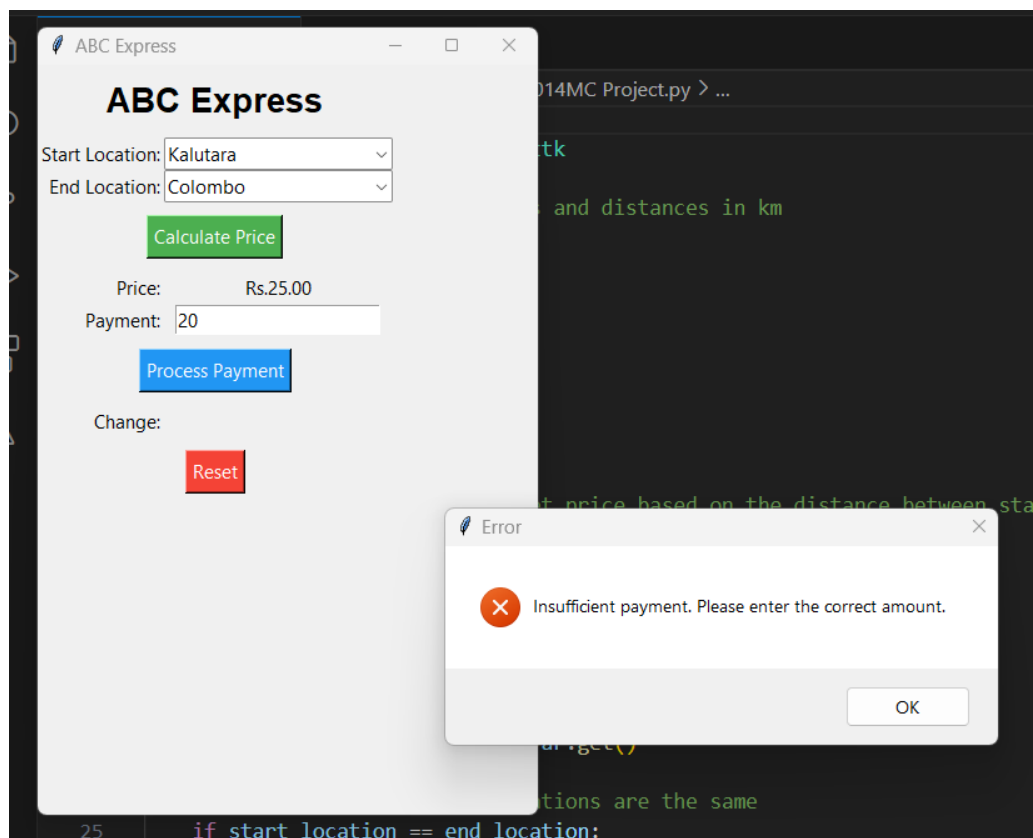 ABC Express
ABC Express
Start Location: Kalutara
End Location: Colombo
Calculate Price
Price: Rs.25.00
Payment: 20
Process Payment
Change:
Reset
014MC Project.py > ...
ttk
and distances in km
price based on the distance between sta
Error
Insufficient payment. Please enter the correct amount.
OK
.get()
tions are the same
25 if start_location == end_location: